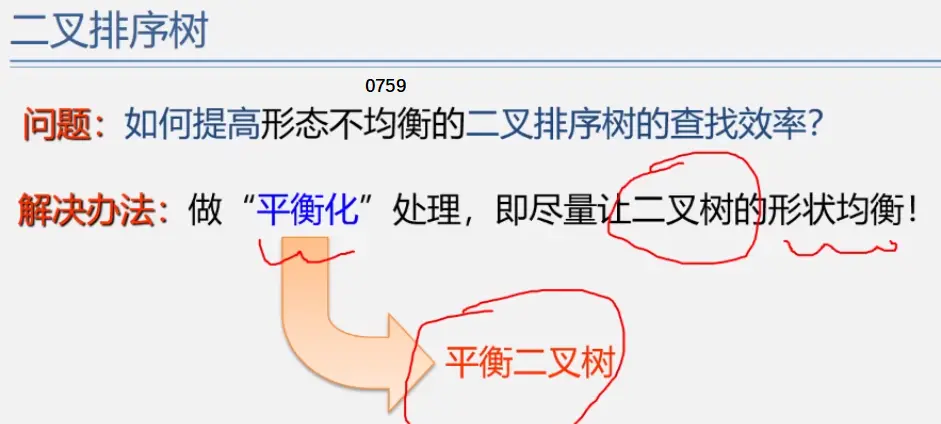 二叉排序树
0759
问题：如何提高形态不均衡的二叉排序树的查找效率？
解决办法：做“平衡化”处理，即尽量让二叉树的形状均衡！
平衡二叉树